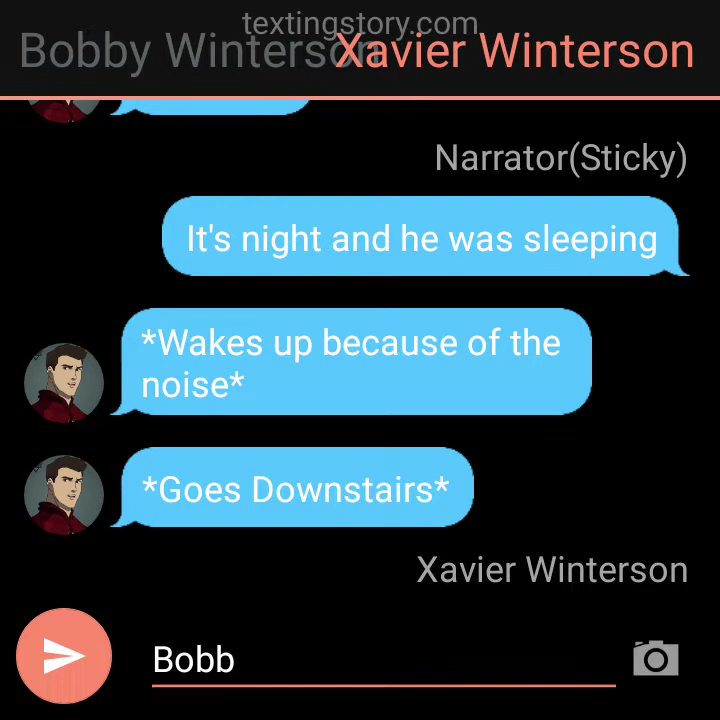 textingstory.com
Bobby Winterson
Xavier Winterson
Narrator(Sticky)
It's night and he was sleeping
*Wakes up because of the
noise*
*Goes Downstairs*
Xavier Winterson
Bobb